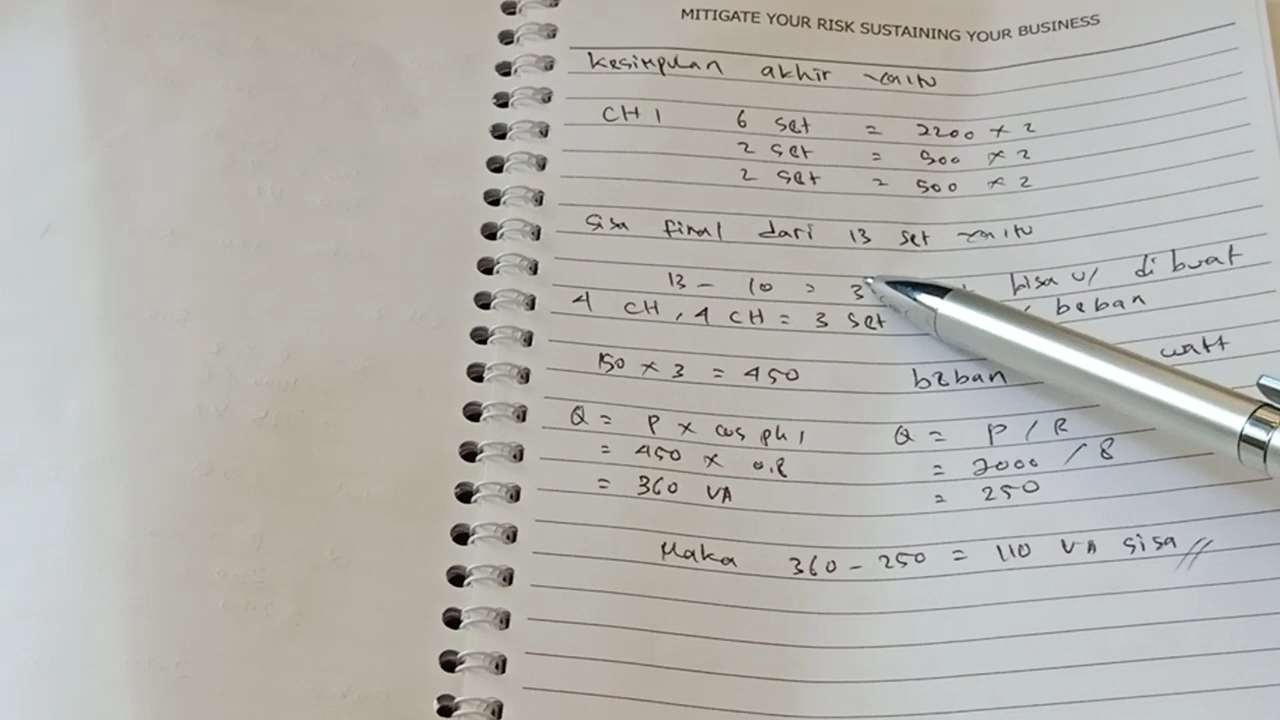 MITIGATE YOUR RISK SUSTAINING YOUR BUSINESS
Kesimpulan akhir yaitu
CH 1 6 set = 2200 x 2
2 set = 500 x 2
2 set = 500 x 2
Sisa final dari 13 set yaitu
13 - 10 = 3 bisa u/ di buat
4 CH, 4 CH = 3 set beban
150 x 3 = 450 beban watt
Q = P x cos phi Q = P / R
= 450 x 0.8 = 2000 / 8
= 360 VA = 250
Maka 360 - 250 = 110 VA sisa //